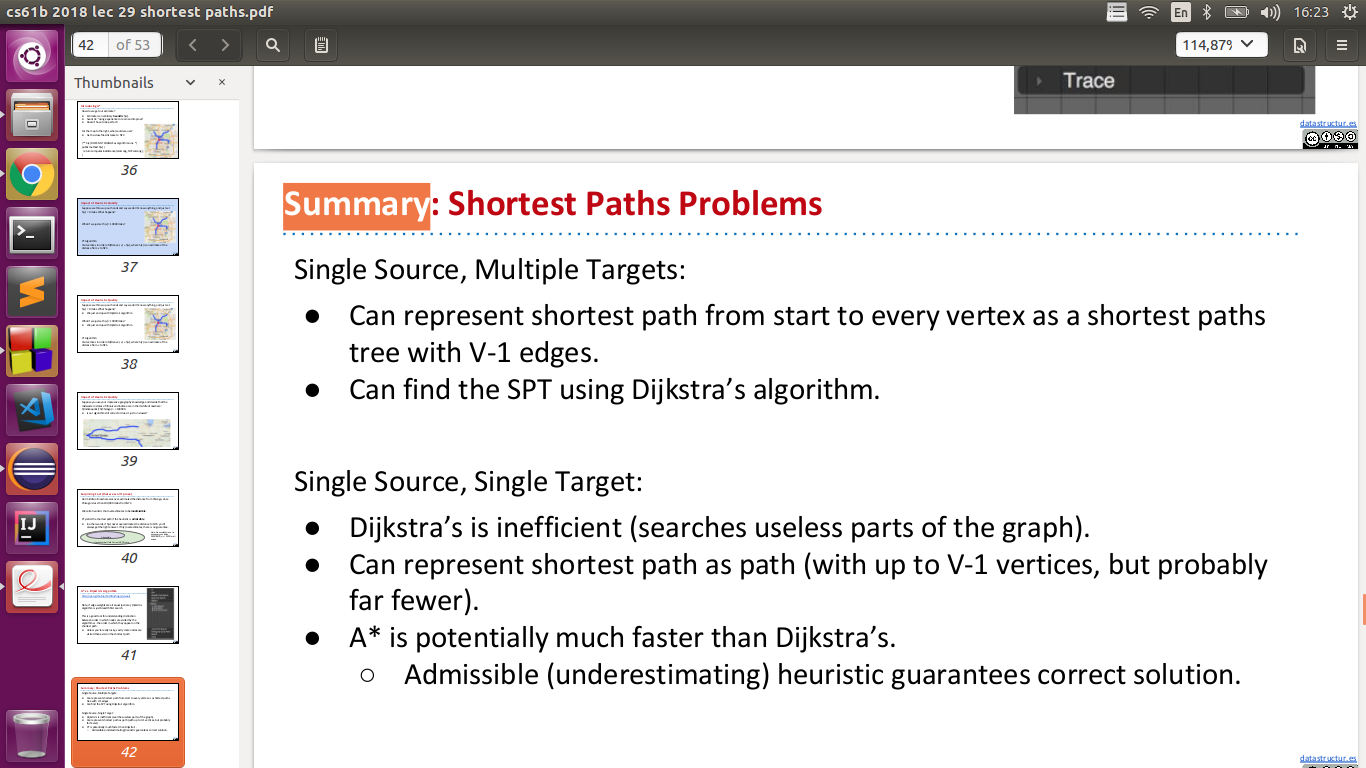 cs61b 2018 lec 29 shortest paths.pdf
En
16:23
42 of 53
114,87%
Thumbnails
36
37
38
39
40
41
42
Trace
datastructur.es
Summary: Shortest Paths Problems
Single Source, Multiple Targets:
● Can represent shortest path from start to every vertex as a shortest paths
tree with V-1 edges.
● Can find the SPT using Dijkstra’s algorithm.
Single Source, Single Target:
● Dijkstra’s is inefficient (searches useless parts of the graph).
● Can represent shortest path as path (with up to V-1 vertices, but probably
far fewer).
● A* is potentially much faster than Dijkstra’s.
○ Admissible (underestimating) heuristic guarantees correct solution.
datastructur.es